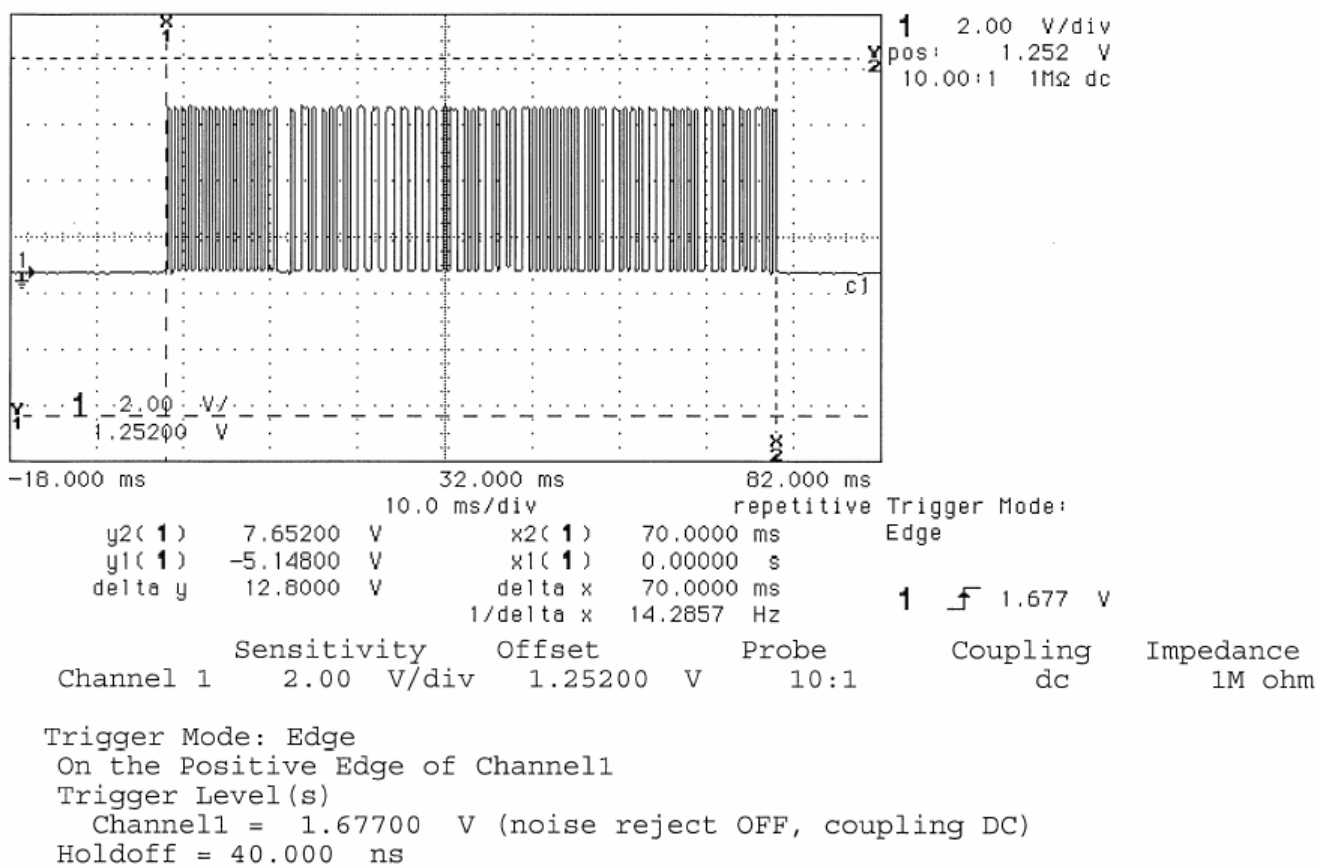 X
1
1 2.00 V/div
Y
2
pos: 1.252 V
10.00:1 1MΩ dc
1
c1
Y
1
1 2.00 V/
1.25200 V
X
2
-18.000 ms 32.000 ms 82.000 ms
10.0 ms/div repetitive Trigger Mode:
y2( 1 ) 7.65200 V x2( 1 ) 70.0000 ms Edge
y1( 1 ) -5.14800 V x1( 1 ) 0.00000 s
delta y 12.8000 V delta x 70.0000 ms
1 1.677 V
1/delta x 14.2857 Hz
Sensitivity Offset Probe Coupling Impedance
Channel 1 2.00 V/div 1.25200 V 10:1 dc 1M ohm
Trigger Mode: Edge
On the Positive Edge of Channel1
Trigger Level(s)
Channel1 = 1.67700 V (noise reject OFF, coupling DC)
Holdoff = 40.000 ns